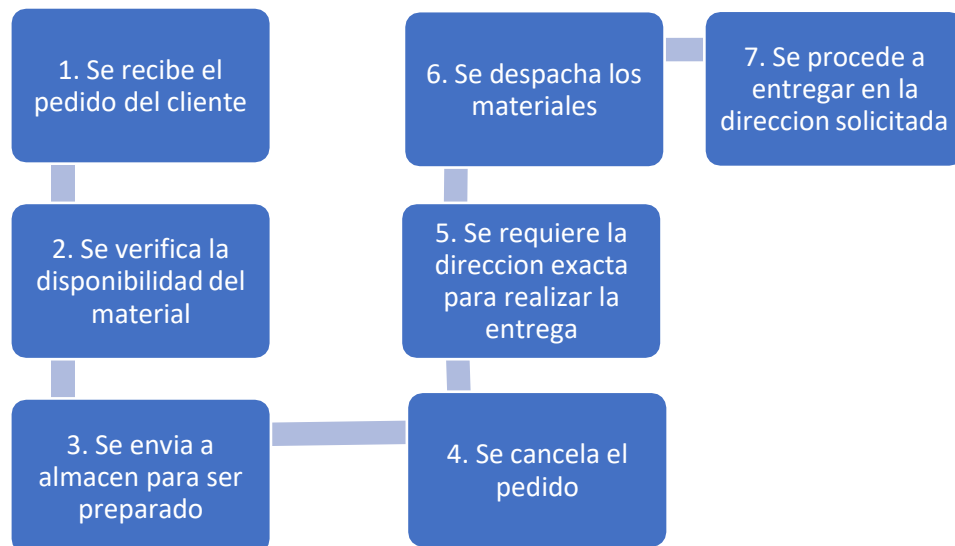 1. Se recibe el
pedido del cliente
2. Se verifica la
disponibilidad del
material
3. Se envia a
almacen para ser
preparado
4. Se cancela el
pedido
5. Se requiere la
direccion exacta
para realizar la
entrega
6. Se despacha los
materiales
7. Se procede a
entregar en la
direccion solicitada